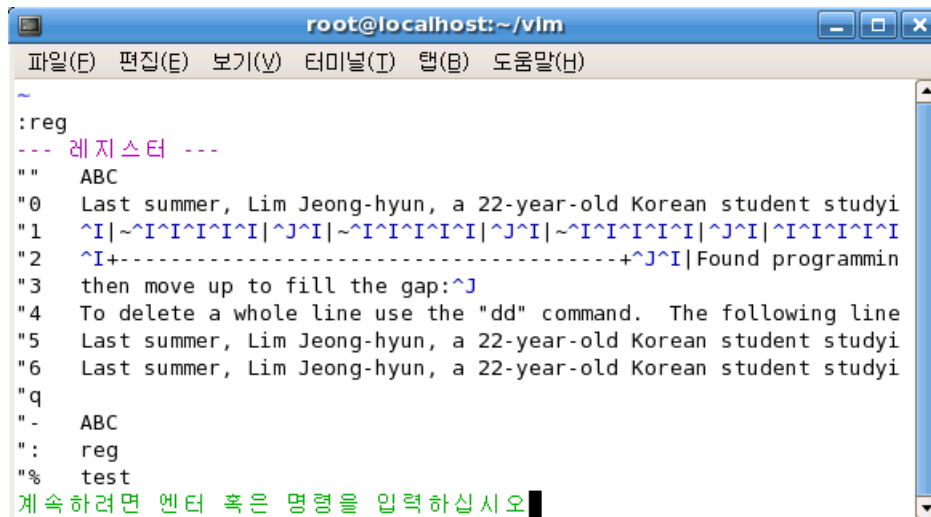 root@localhost:~/vim
파일(F) 편집(E) 보기(V) 터미널(T) 탭(B) 도움말(H)
~
:reg
--- 레지스터 ---
"" ABC
"0 Last summer, Lim Jeong-hyun, a 22-year-old Korean student studyi
"1 ^I|~^I^I^I^I^I|^J^I|~^I^I^I^I^I|^J^I|~^I^I^I^I^I|^J^I|^I^I^I^I^I
"2 ^I+---------------------------------------+^J^I|Found programmin
"3 then move up to fill the gap:^J
"4 To delete a whole line use the "dd" command.  The following line
"5 Last summer, Lim Jeong-hyun, a 22-year-old Korean student studyi
"6 Last summer, Lim Jeong-hyun, a 22-year-old Korean student studyi
"q
"- ABC
": reg
"% test
계속하려면 엔터 혹은 명령을 입력하십시오